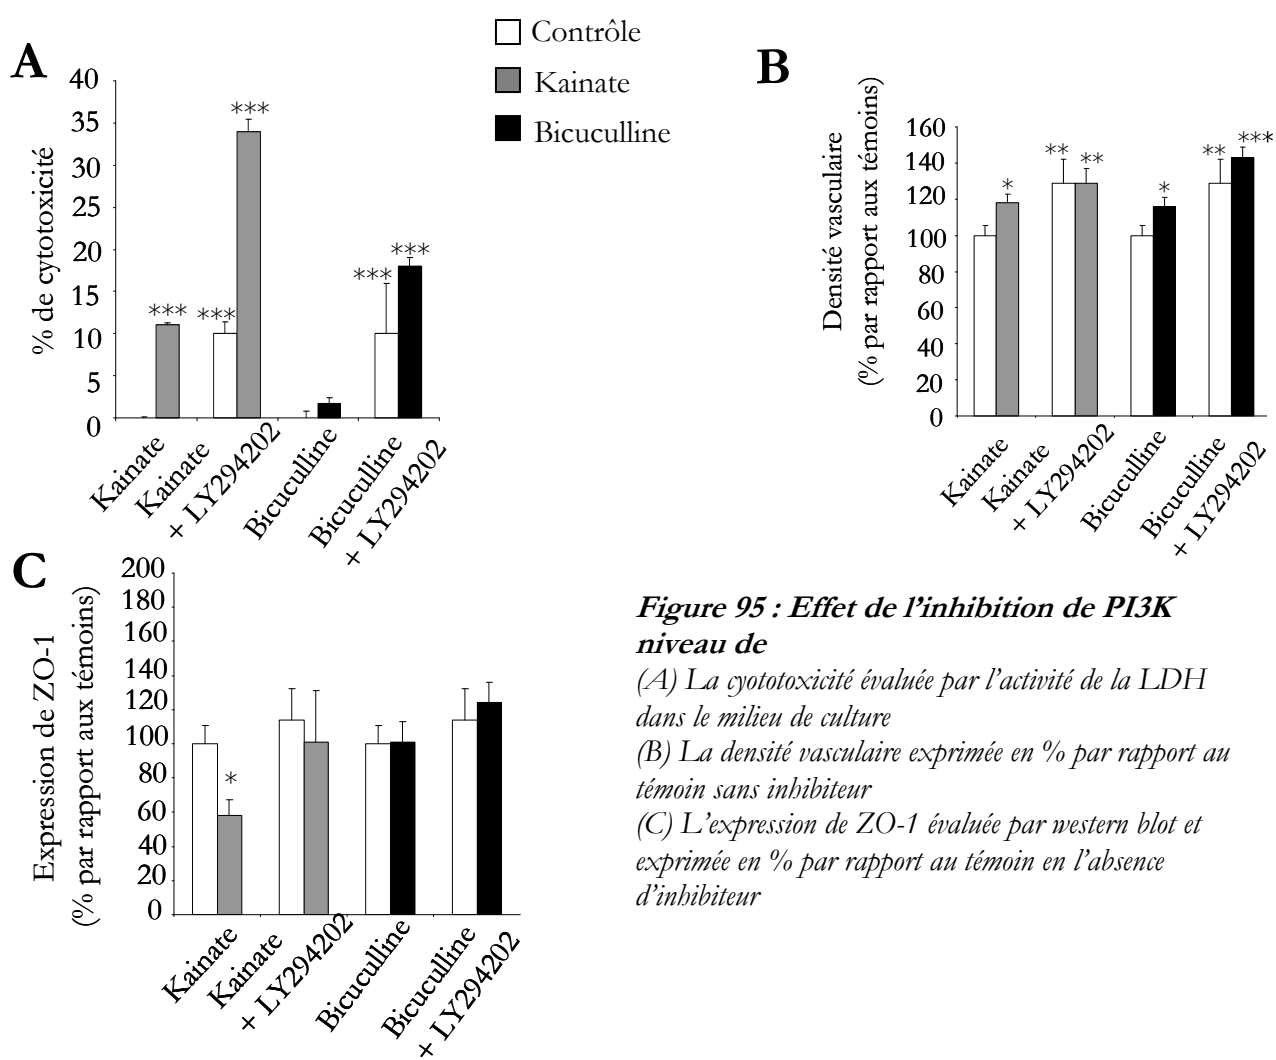 Contrôle
Kainate
Bicuculline
A
% de cytotoxicité
40
35
30
25
20
15
10
5
0
***
***
***
***
***
Kainate
Kainate
+ LY294202
Bicuculline
Bicuculline
+ LY294202
B
Densité vasculaire
(% par rapport aux témoins)
160
140
120
100
80
60
40
20
0
*
**
**
*
**
***
Kainate
Kainate
+ LY294202
Bicuculline
Bicuculline
+ LY294202
C
Expression de ZO-1
(% par rapport aux témoins)
200
180
160
140
120
100
80
60
40
20
0
*
Kainate
Kainate
+ LY294202
Bicuculline
Bicuculline
+ LY294202
Figure 95 : Effet de l'inhibition de PI3K
niveau de
(A) La cyototoxicité évaluée par l'activité de la LDH
dans le milieu de culture
(B) La densité vasculaire exprimée en % par rapport au
témoin sans inhibiteur
(C) L'expression de ZO-1 évaluée par western blot et
exprimée en % par rapport au témoin en l'absence
d'inhibiteur